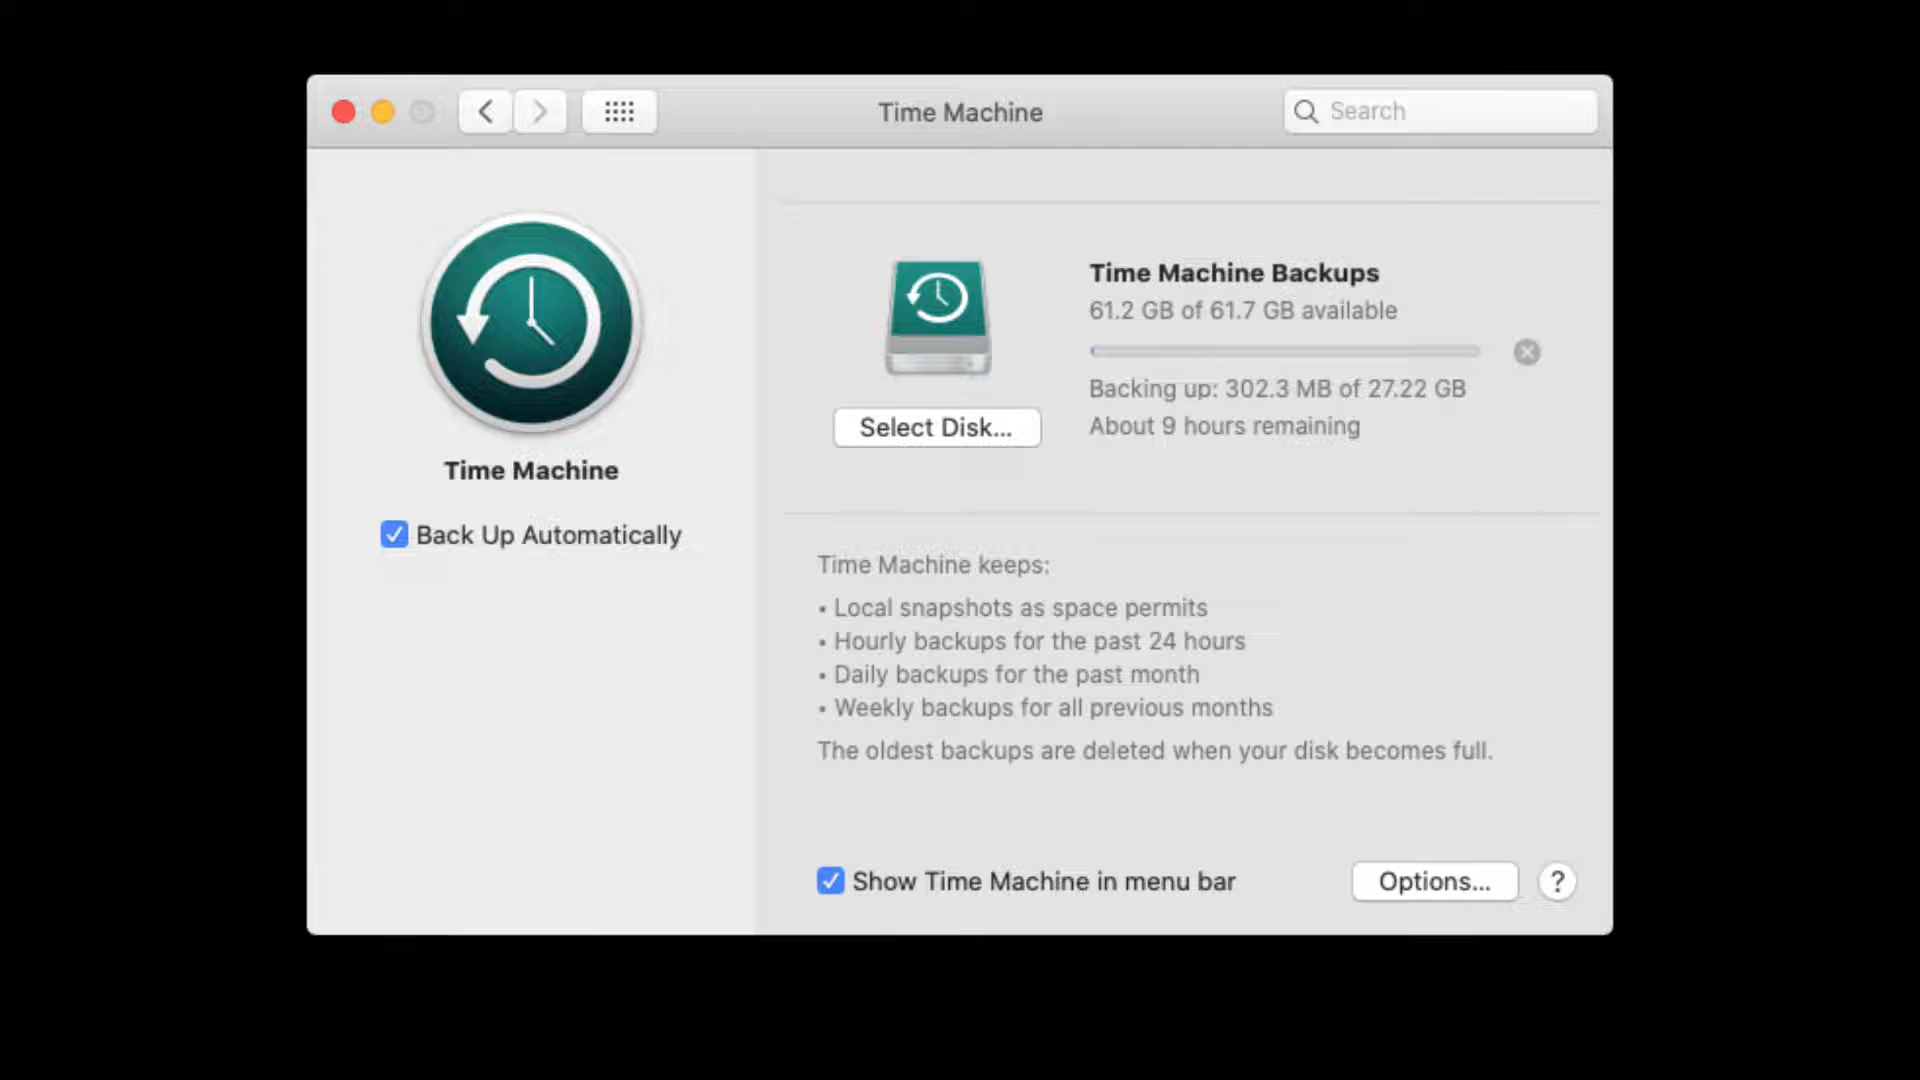 Time Machine
Search
Time Machine
Back Up Automatically
Select Disk...
Time Machine Backups
61.2 GB of 61.7 GB available
Backing up: 302.3 MB of 27.22 GB
About 9 hours remaining
Time Machine keeps:
• Local snapshots as space permits
• Hourly backups for the past 24 hours
• Daily backups for the past month
• Weekly backups for all previous months
The oldest backups are deleted when your disk becomes full.
Show Time Machine in menu bar
Options...
?